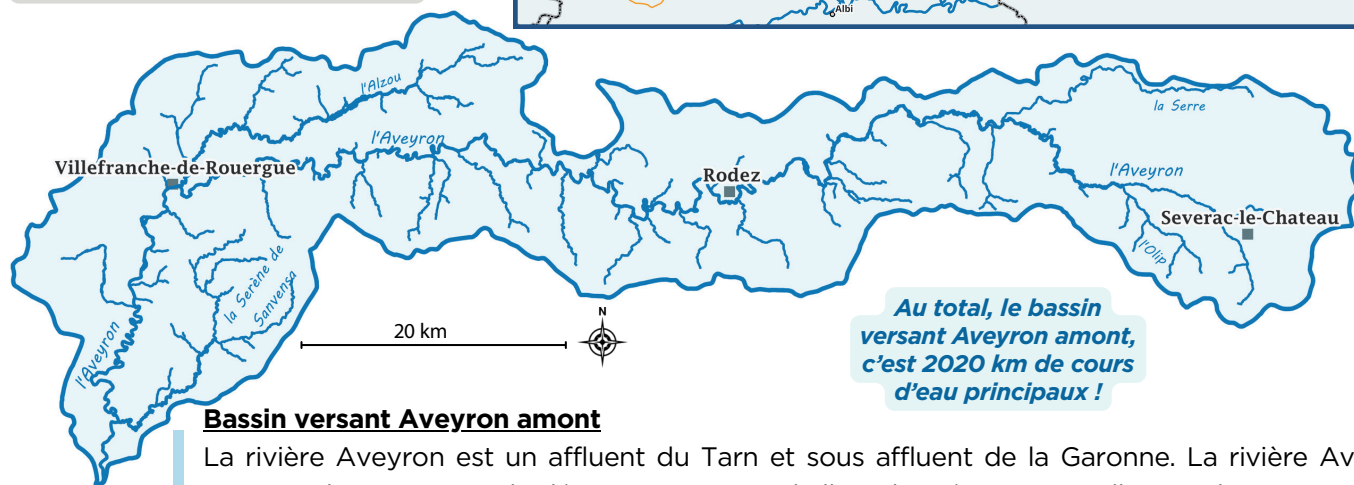 Albi
l'Alzou
la Serre
l'Aveyron
Villefranche-de-Rouergue
Rodez
l'Aveyron
Severac-le-Chateau
l'Olip
la Serène de
Sanvensa
l'Aveyron
20 km
N
Au total, le bassin
versant Aveyron amont,
c'est 2020 km de cours
d'eau principaux !
Bassin versant Aveyron amont
La rivière Aveyron est un affluent du Tarn et sous affluent de la Garonne. La rivière Av